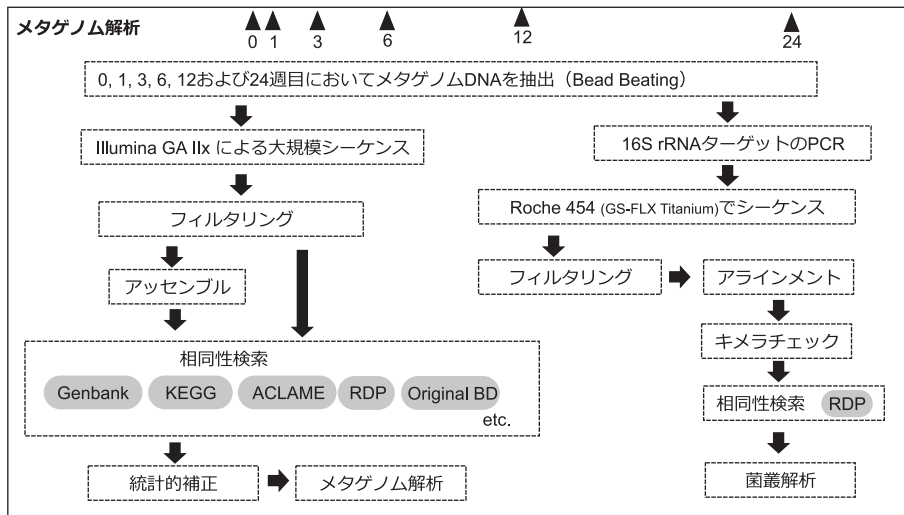 メタゲノム解析
0 1 3 6 12 24
0, 1, 3, 6, 12および24週目においてメタゲノムDNAを抽出（Bead Beating）
Illumina GA IIx による大規模シーケンス
フィルタリング
アッセンブル
相同性検索
Genbank KEGG ACLAME RDP Original BD
etc.
統計的補正
メタゲノム解析
16S rRNAターゲットのPCR
Roche 454 (GS-FLX Titanium)でシーケンス
フィルタリング
アラインメント
キメラチェック
相同性検索 RDP
菌叢解析